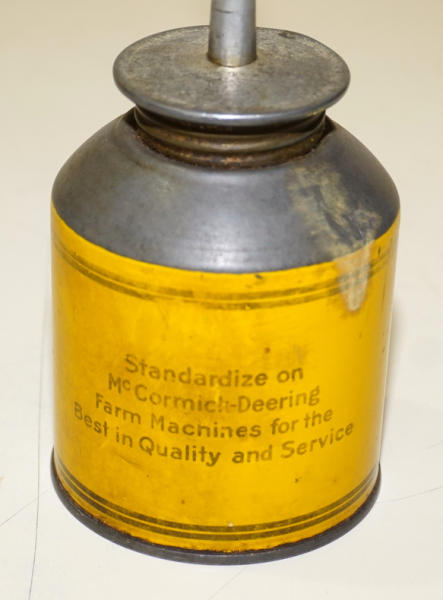 Standardize on
McCormick-Deering
Farm Machines for the
Best in Quality and Service